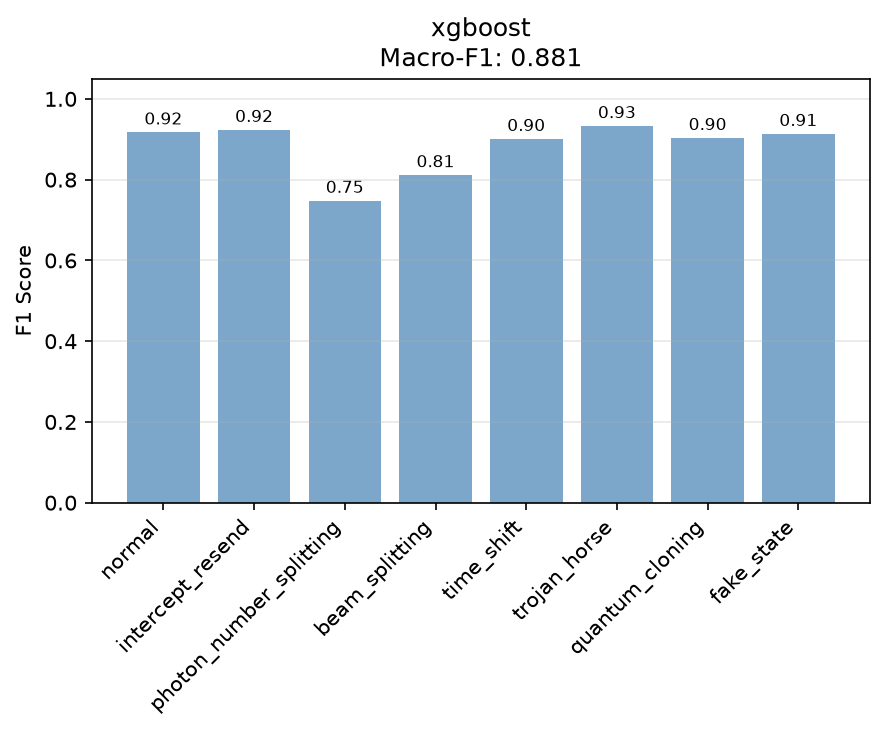 xgboost
Macro-F1: 0.881
F1 Score
1.0
0.8
0.6
0.4
0.2
0.0
0.92
0.92
0.75
0.81
0.90
0.93
0.90
0.91
normal
intercept_resend
photon_number_splitting
beam_splitting
time_shift
trojan_horse
quantum_cloning
fake_state